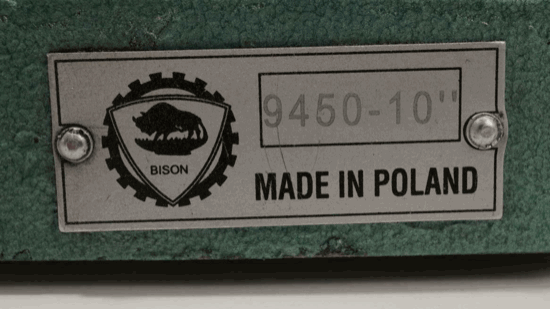 9450-10"
BISON
MADE IN POLAND